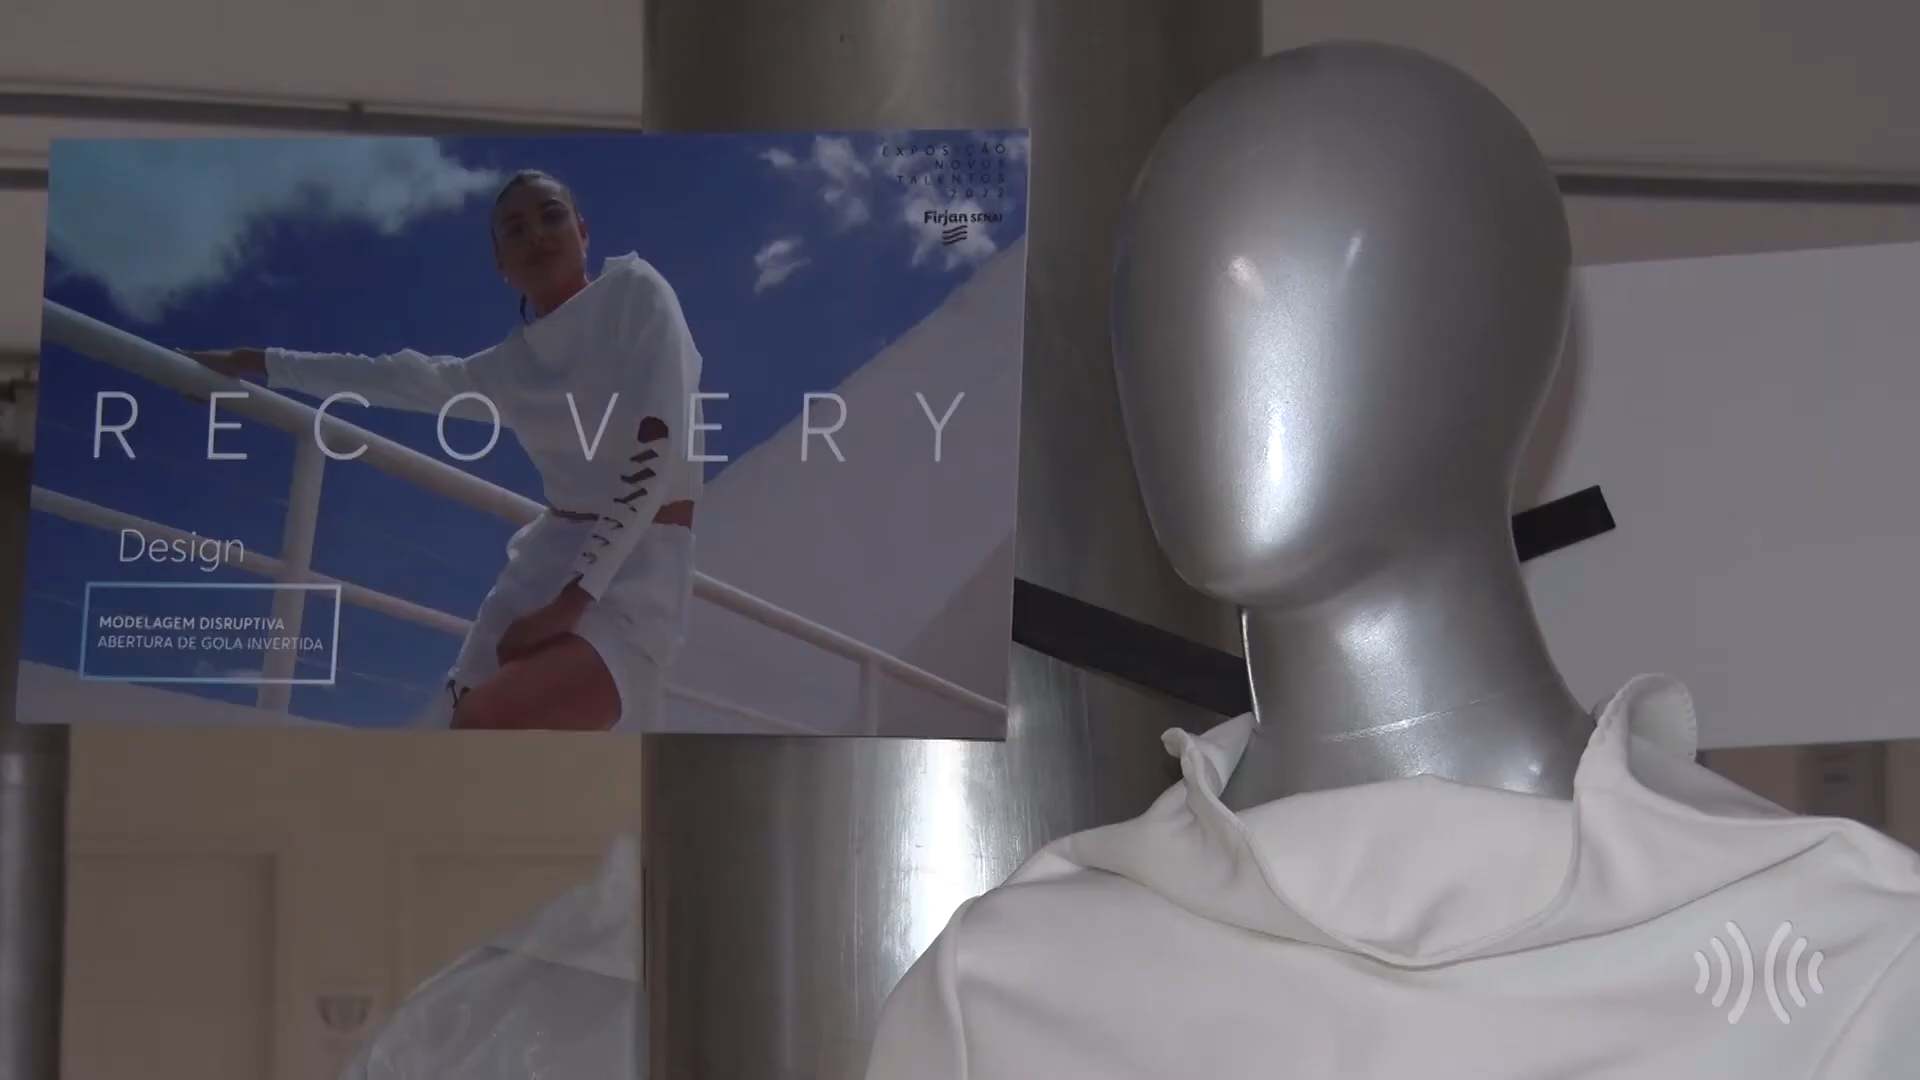 EXPOSIÇÃO
NOVOS
TALENTOS
2022
Firjan SENAI
RECOVERY
Design
MODELAGEM DISRUPTIVA
ABERTURA DE GOLA INVERTIDA